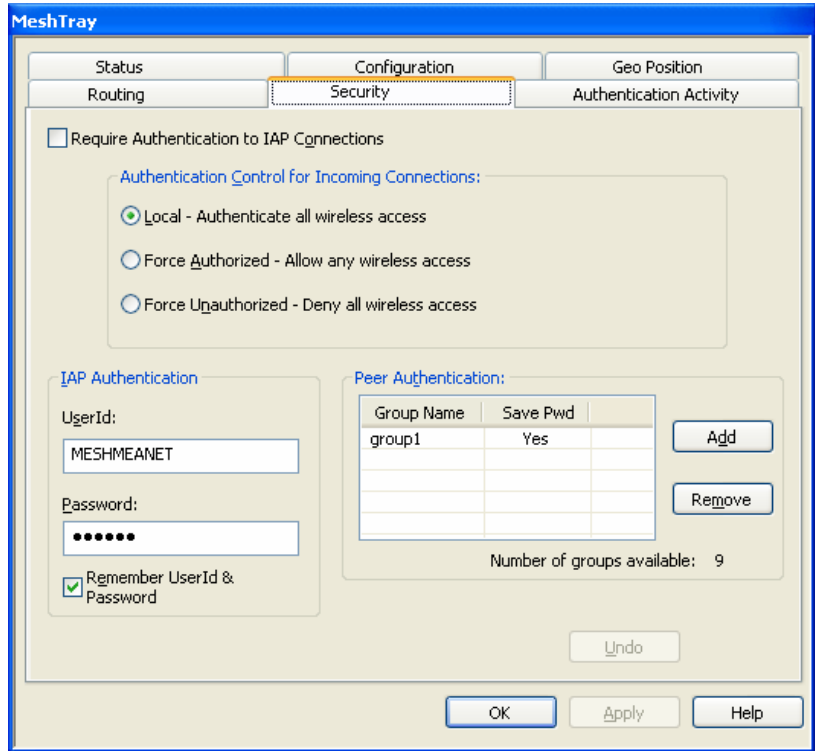 MeshTray
Status Configuration Geo Position
Routing Security Authentication Activity
Require Authentication to IAP Connections
Authentication Control for Incoming Connections:
Local - Authenticate all wireless access
Force Authorized - Allow any wireless access
Force Unauthorized - Deny all wireless access
IAP Authentication
UserId:
MESHMEANET
Password:
●●●●●●
Remember UserId &
Password
Peer Authentication:
Group Name Save Pwd
group1 Yes
Add
Remove
Number of groups available: 9
Undo
OK Apply Help